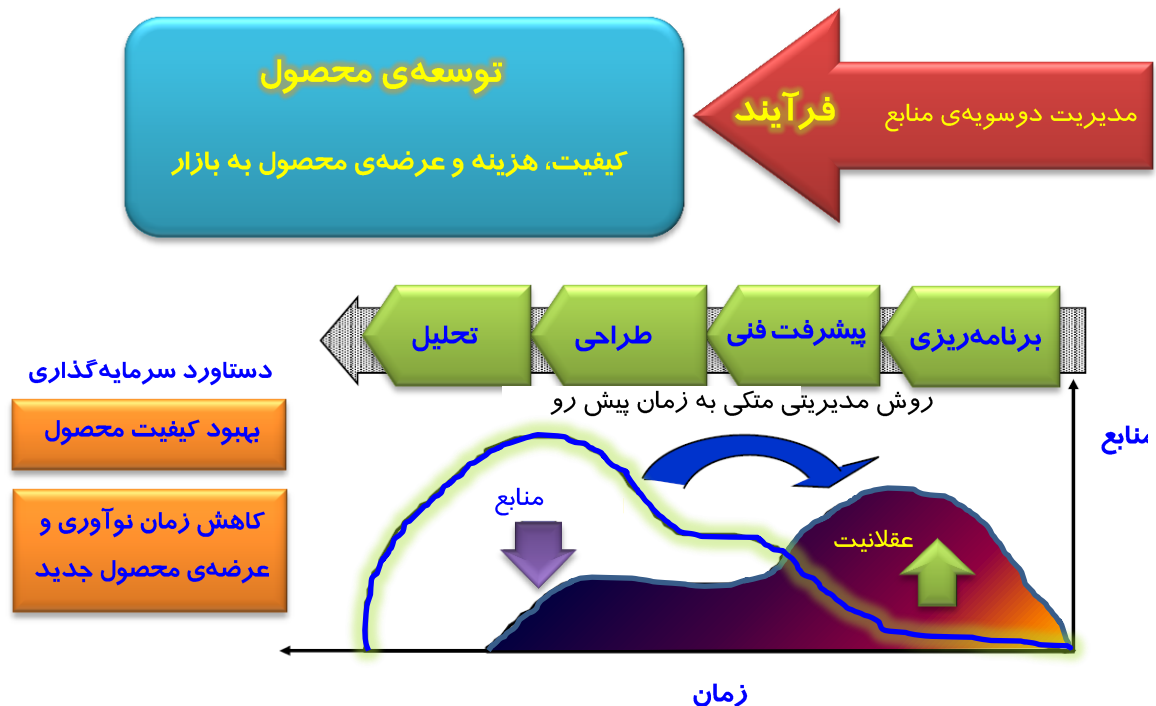 توسعه‌ی محصول
کیفیت، هزینه و عرضه‌ی محصول به بازار
فرآیند
مدیریت دوسویه‌ی منابع
برنامه‌ریزی
پیشرفت فنی
طراحی
تحلیل
روش مدیریتی متکی به زمان پیش رو
دستاورد سرمایه‌گذاری
بهبود کیفیت محصول
کاهش زمان نوآوری و
عرضه‌ی محصول جدید
منابع
منابع
عقلانیت
زمان